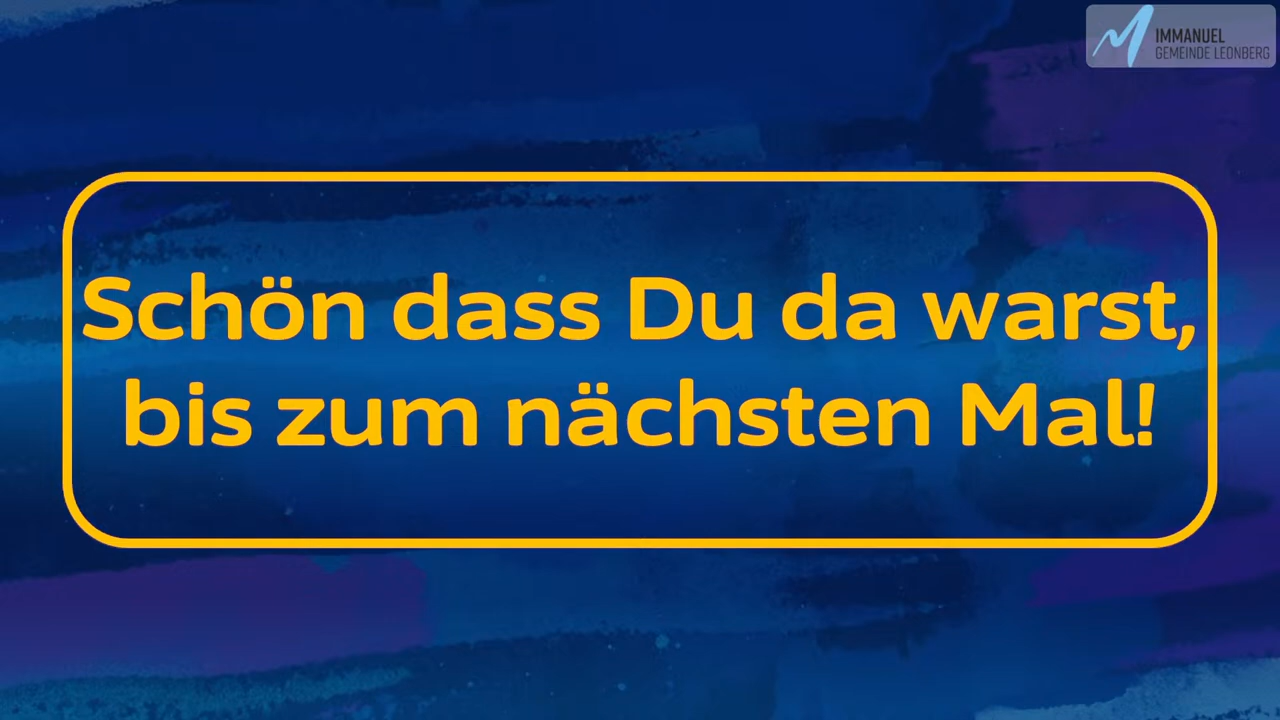 IMMANUEL
GEMEINDE LEONBERG
Schön dass Du da warst,
bis zum nächsten Mal!